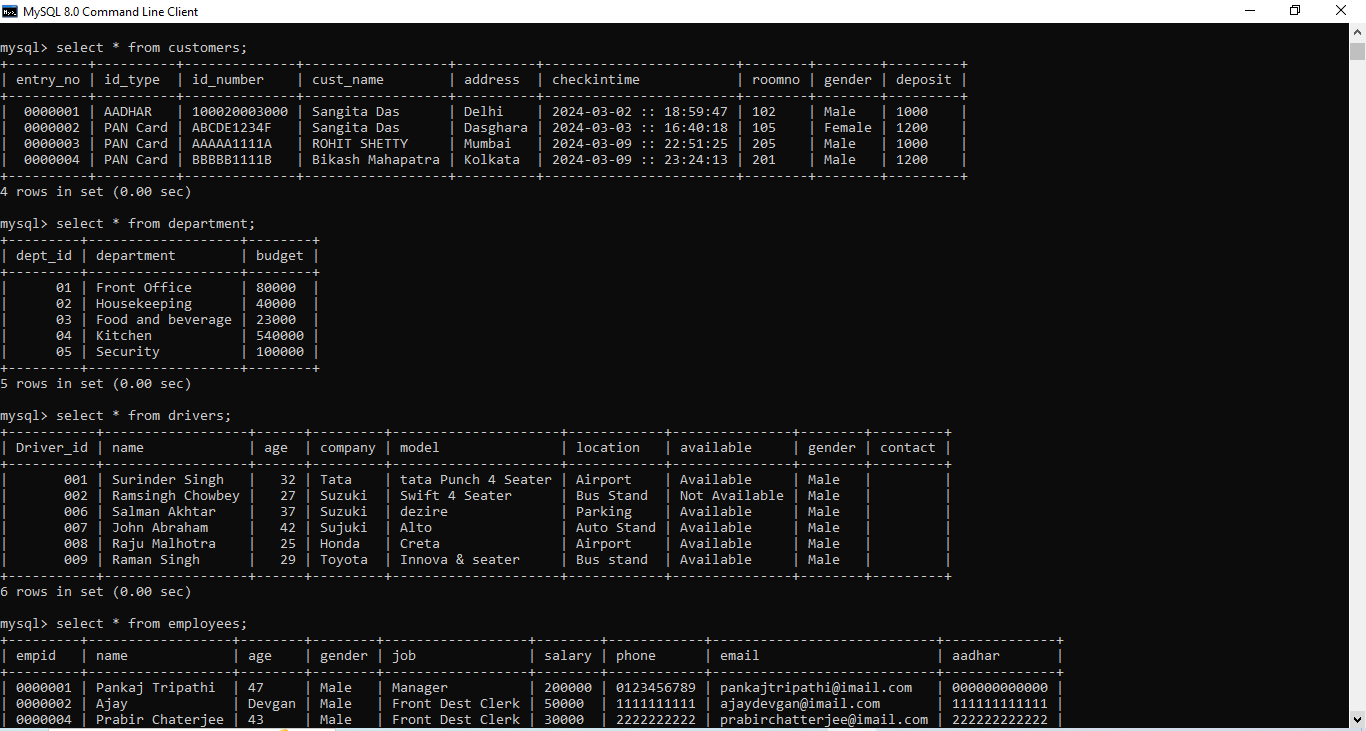 MySQL 8.0 Command Line Client
mysql> select * from customers;
+----------+----------+--------------+------------------+----------+------------------------+--------+--------+---------+
| entry_no | id_type | id_number | cust_name | address | checkintime | roomno | gender | deposit |
+----------+----------+--------------+------------------+----------+------------------------+--------+--------+---------+
| 0000001 | AADHAR | 100020003000 | Sangita Das | Delhi | 2024-03-02 :: 18:59:47 | 102 | Male | 1000 |
| 0000002 | PAN Card | ABCDE1234F | Sangita Das | Dasghara | 2024-03-03 :: 16:40:18 | 105 | Female | 1200 |
| 0000003 | PAN Card | AAAAA1111A | ROHIT SHETTY | Mumbai | 2024-03-09 :: 22:51:25 | 205 | Male | 1000 |
| 0000004 | PAN Card | BBBBB1111B | Bikash Mahapatra | Kolkata | 2024-03-09 :: 23:24:13 | 201 | Male | 1200 |
+----------+----------+--------------+------------------+----------+------------------------+--------+--------+---------+
4 rows in set (0.00 sec)
mysql> select * from department;
+---------+-------------------+--------+
| dept_id | department | budget |
+---------+-------------------+--------+
| 01 | Front Office | 80000 |
| 02 | Housekeeping | 40000 |
| 03 | Food and beverage | 23000 |
| 04 | Kitchen | 540000 |
| 05 | Security | 100000 |
+---------+-------------------+--------+
5 rows in set (0.00 sec)
mysql> select * from drivers;
+-----------+------------------+------+---------+--------------------+------------+---------------+--------+---------+
| Driver_id | name | age | company | model | location | available | gender | contact |
+-----------+------------------+------+---------+--------------------+------------+---------------+--------+---------+
| 001 | Surinder Singh | 32 | Tata | tata Punch 4 Seater | Airport | Available | Male | |
| 002 | Ramsingh Chowbey | 27 | Suzuki | Swift 4 Seater | Bus Stand | Not Available | Male | |
| 006 | Salman Akhtar | 37 | Suzuki | dezire | Parking | Available | Male | |
| 007 | John Abraham | 42 | Sujuki | Alto | Auto Stand | Available | Male | |
| 008 | Raju Malhotra | 25 | Honda | Creta | Airport | Available | Male | |
| 009 | Raman Singh | 29 | Toyota | Innova & seater | Bus stand | Available | Male | |
+-----------+------------------+------+---------+--------------------+------------+---------------+--------+---------+
6 rows in set (0.00 sec)
mysql> select * from employees;
+---------+------------------+--------+--------+------------------+--------+------------+----------------------------+--------------+
| empid | name | age | gender | job | salary | phone | email | aadhar |
+---------+------------------+--------+--------+------------------+--------+------------+----------------------------+--------------+
| 0000001 | Pankaj Tripathi | 47 | Male | Manager | 200000 | 0123456789 | pankajtripathi@imail.com | 000000000000 |
| 0000002 | Ajay | Devgan | Male | Front Dest Clerk | 50000 | 1111111111 | ajaydevgan@imail.com | 111111111111 |
| 0000004 | Prabir Chaterjee | 43 | Male | Front Dest Clerk | 30000 | 2222222222 | prabirchatterjee@imail.com | 222222222222 |